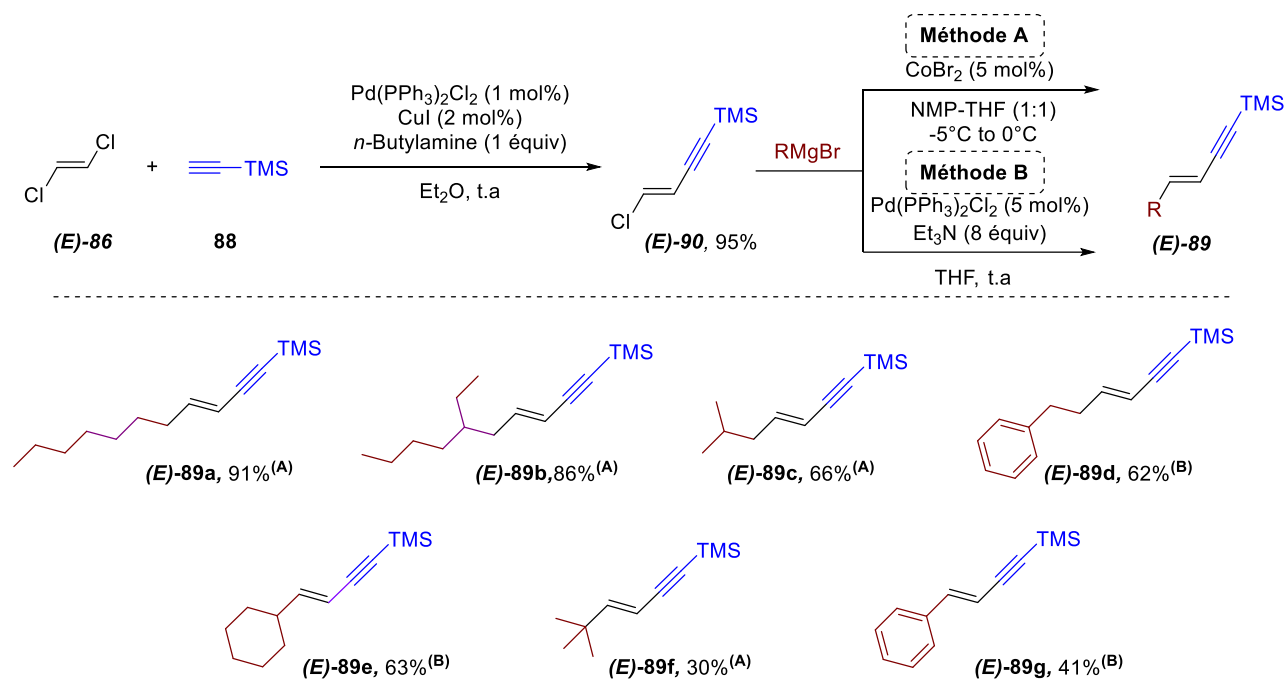 Méthode A
CoBr2 (5 mol%)
NMP-THF (1:1)
-5°C to 0°C
Pd(PPh3)2Cl2 (1 mol%)
CuI (2 mol%)
n-Butylamine (1 équiv)
Et2O, t.a
Cl
Cl
+
TMS
TMS
Cl
RMgBr
Méthode B
Pd(PPh3)2Cl2 (5 mol%)
Et3N (8 équiv)
THF, t.a
TMS
R
(E)-86
88
(E)-90, 95%
(E)-89
TMS
(E)-89a, 91%(A)
TMS
(E)-89b,86%(A)
TMS
(E)-89c, 66%(A)
TMS
(E)-89d, 62%(B)
TMS
(E)-89e, 63%(B)
TMS
(E)-89f, 30%(A)
TMS
(E)-89g, 41%(B)